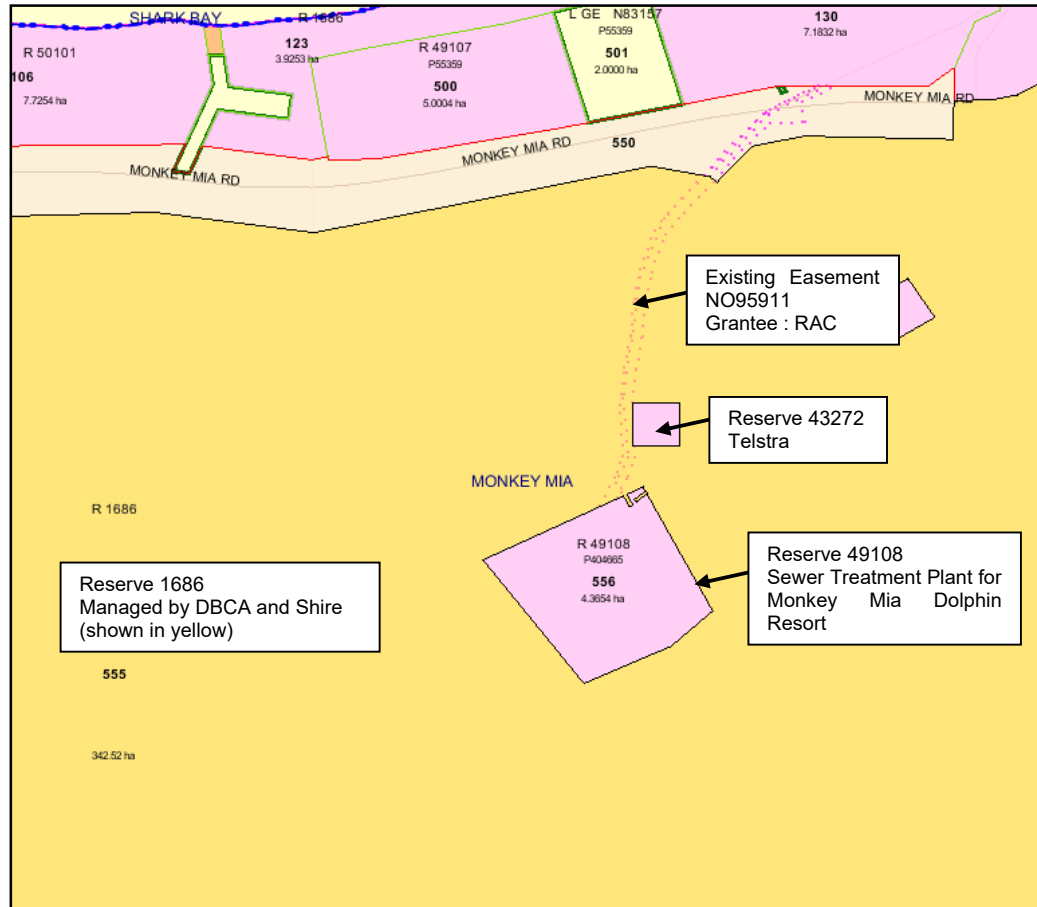 SHARK BAY
R 1686
L GE N83157
P55359
501
2.0000 ha
130
7.1832 ha
R 50101
106
7.7254 ha
123
3.9253 ha
R 49107
P55359
500
5.0004 ha
MONKEY MIA RD
MONKEY MIA RD
550
MONKEY MIA RD
Existing Easement
NO95911
Grantee : RAC
Reserve 43272
Telstra
MONKEY MIA
R 1686
R 49108
P404665
556
4.3654 ha
Reserve 49108
Sewer Treatment Plant for
Monkey Mia Dolphin
Resort
Reserve 1686
Managed by DBCA and Shire
(shown in yellow)
555
342.52 ha